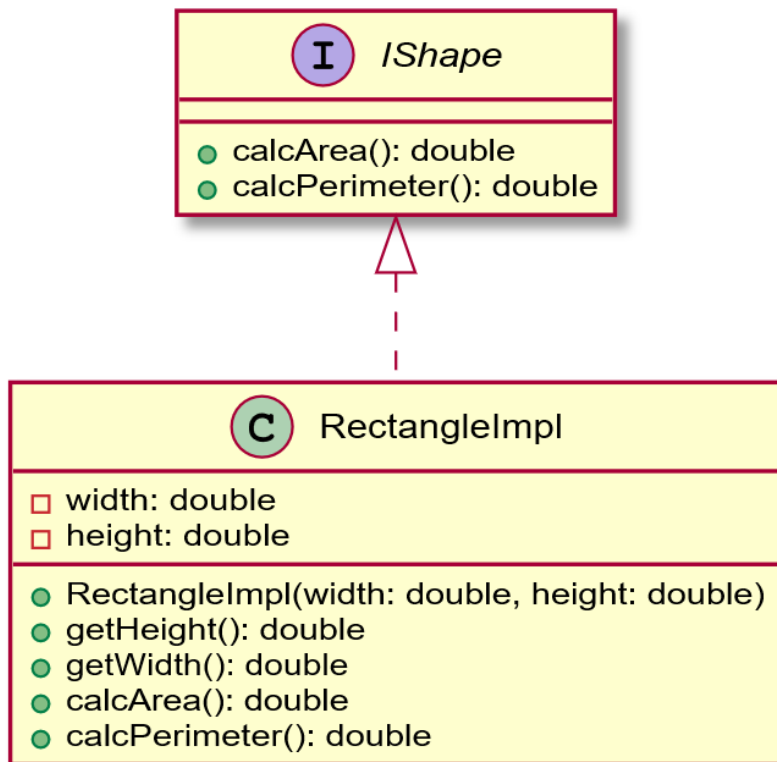 I IShape
calcArea(): double
calcPerimeter(): double
C RectangleImpl
width: double
height: double
RectangleImpl(width: double, height: double)
getHeight(): double
getWidth(): double
calcArea(): double
calcPerimeter(): double